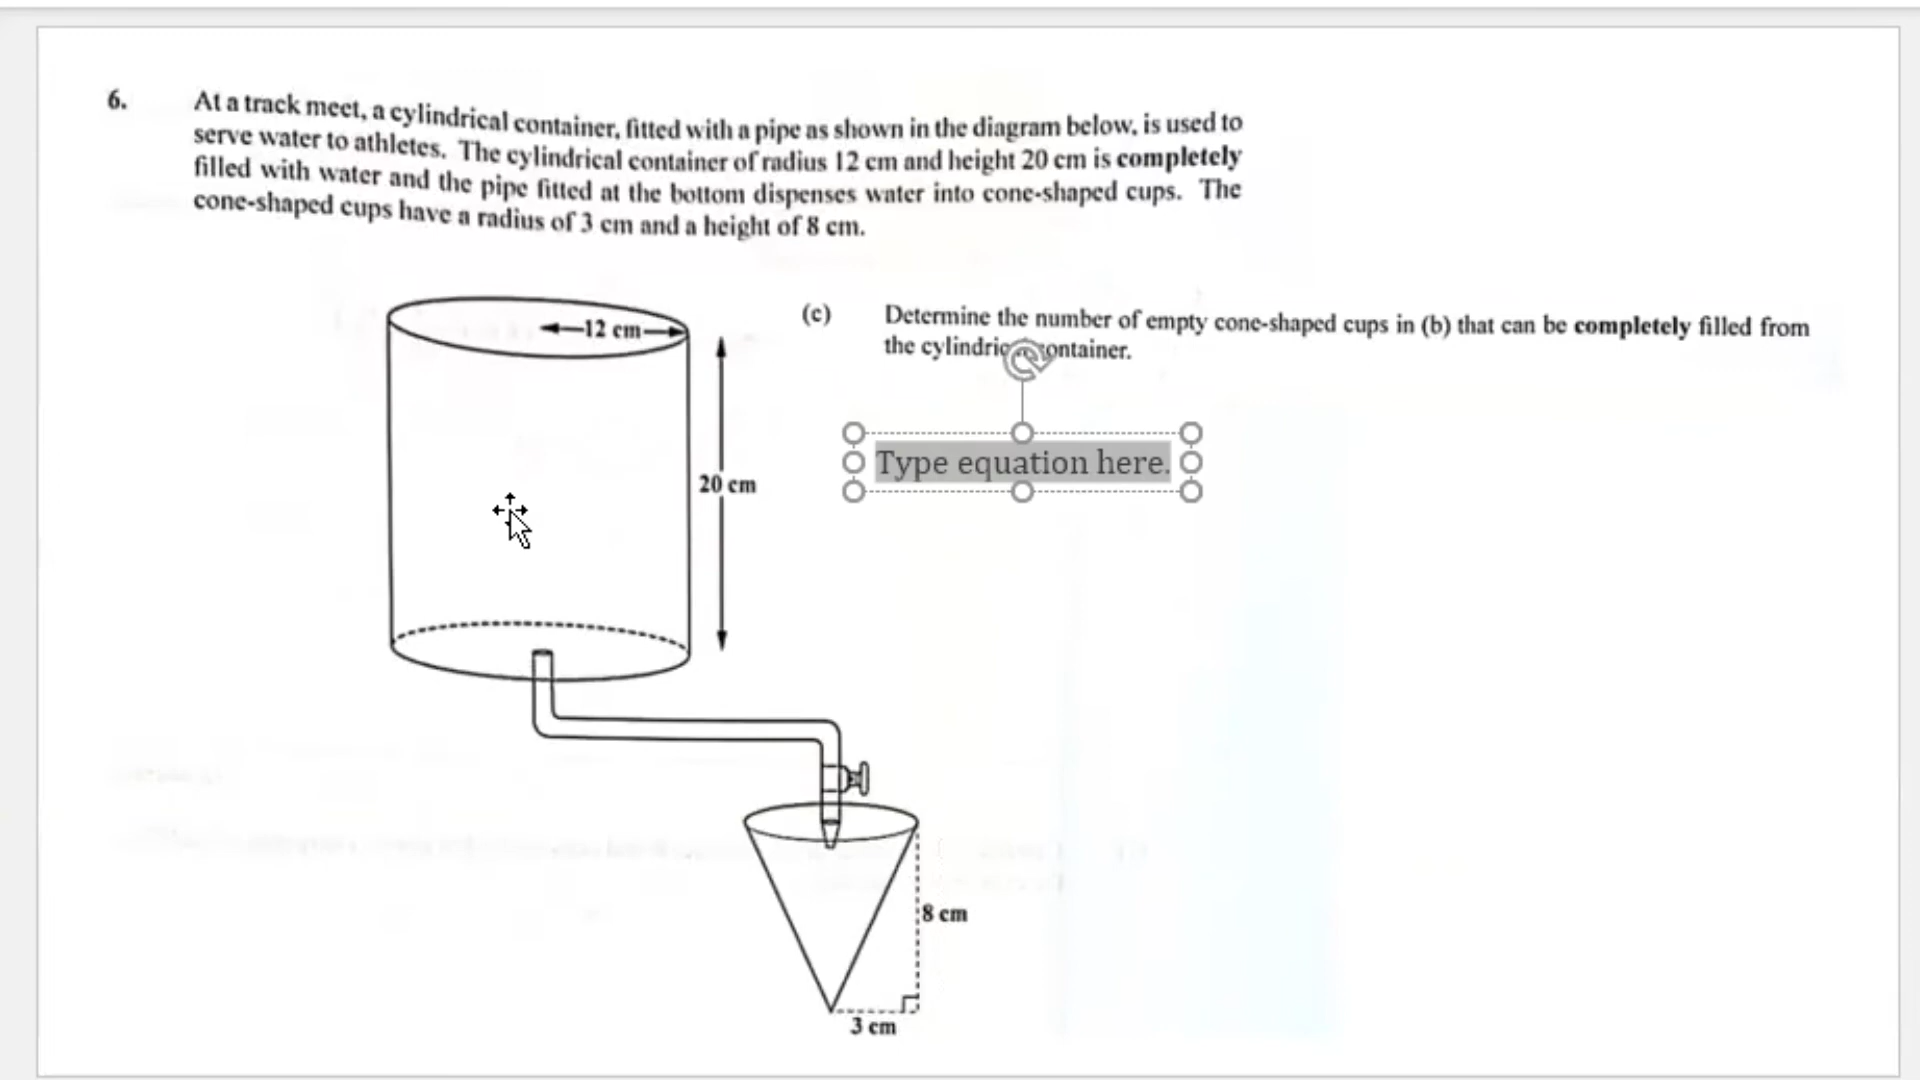 6. At a track meet, a cylindrical container, fitted with a pipe as shown in the diagram below, is used to
serve water to athletes. The cylindrical container of radius 12 cm and height 20 cm is completely
filled with water and the pipe fitted at the bottom dispenses water into cone-shaped cups. The
cone-shaped cups have a radius of 3 cm and a height of 8 cm.
12 cm
(c) Determine the number of empty cone-shaped cups in (b) that can be completely filled from
the container.
Type equation here.
20 cm
8 cm
3 cm